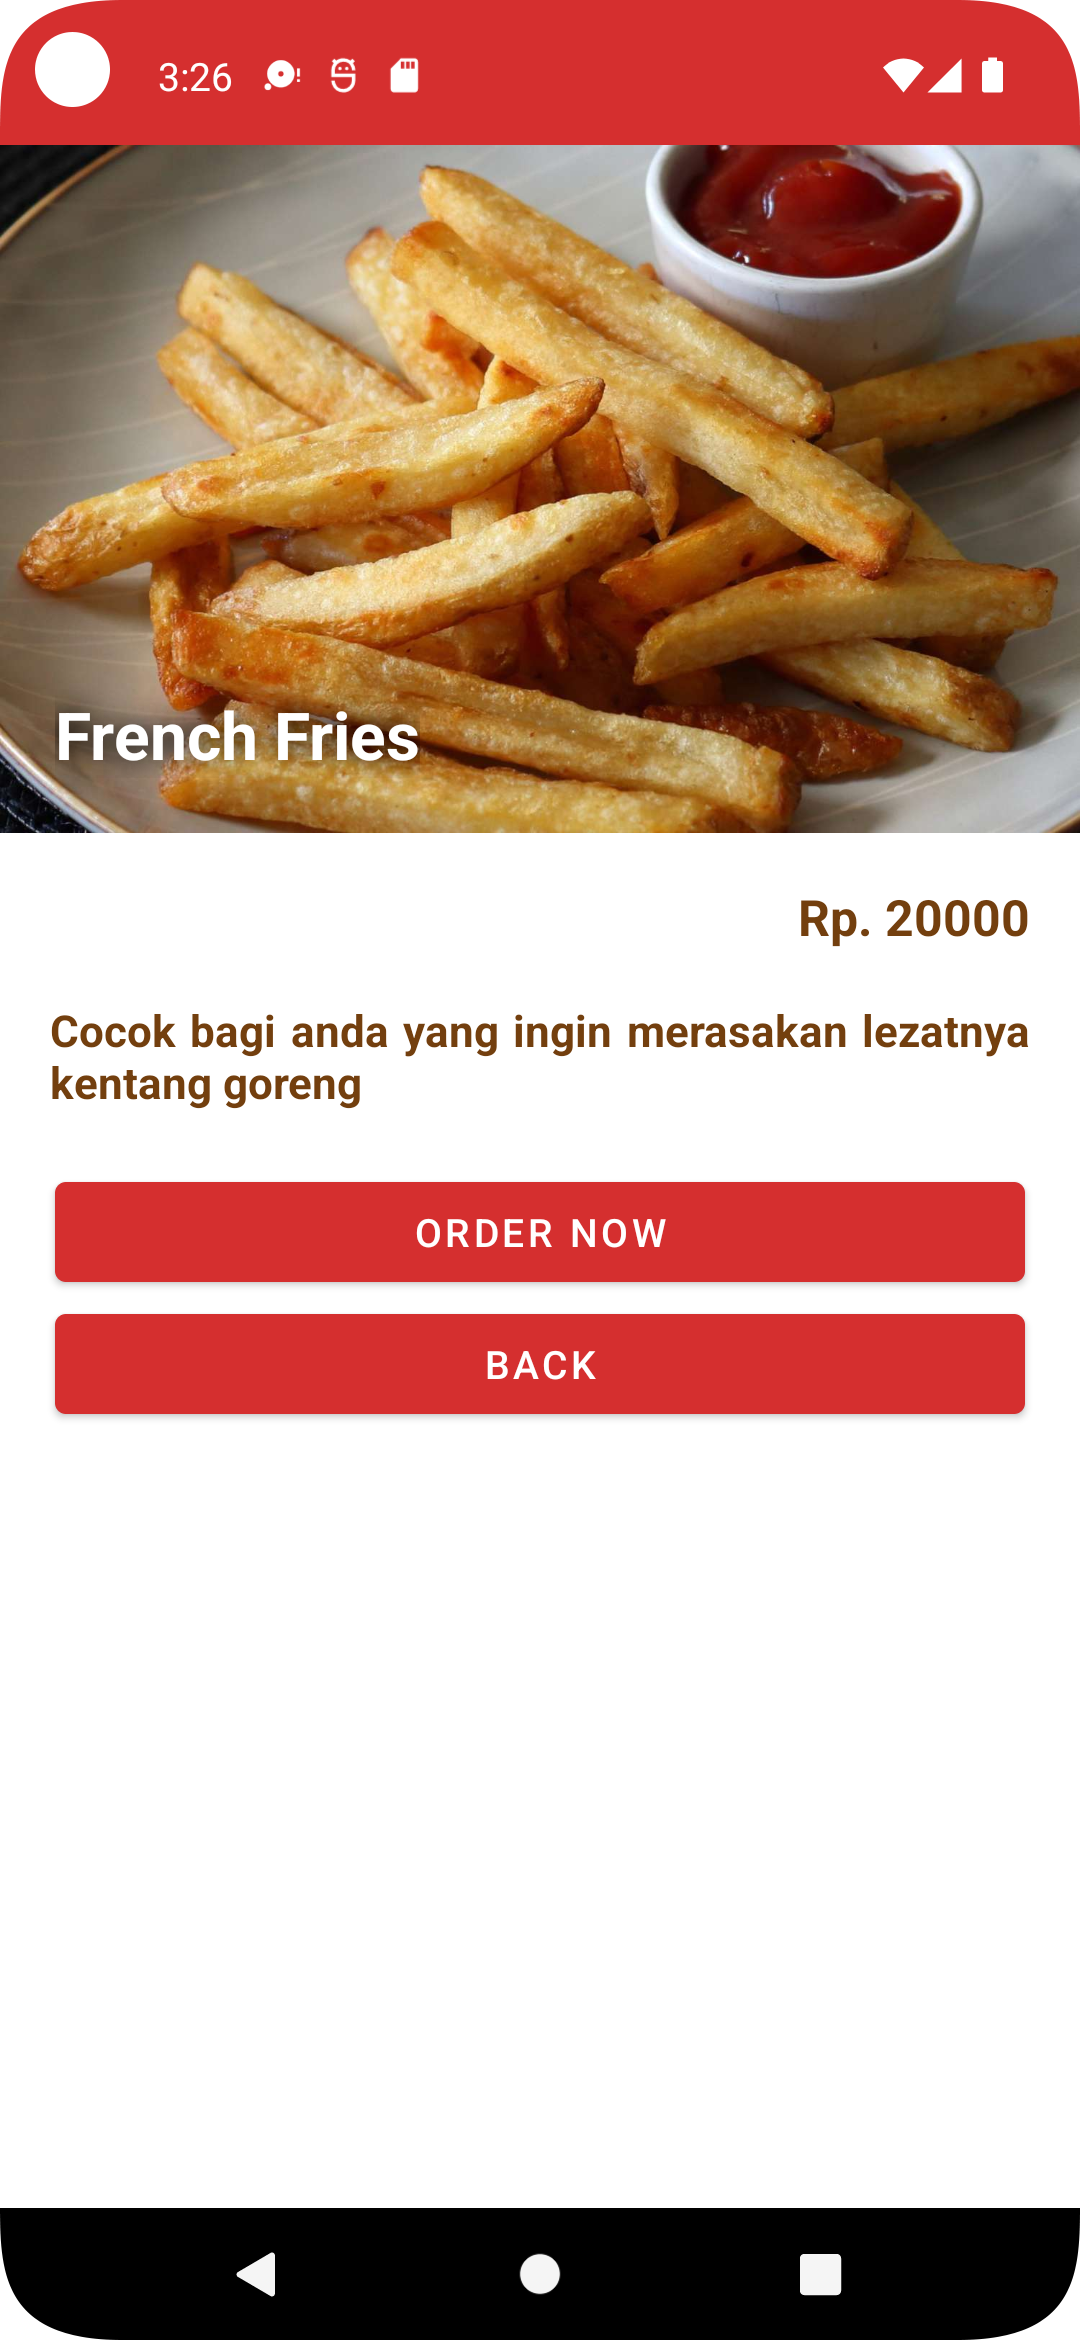 3:26
French Fries
Rp. 20000
Cocok bagi anda yang ingin merasakan lezatnya
kentang goreng
ORDER NOW
BACK